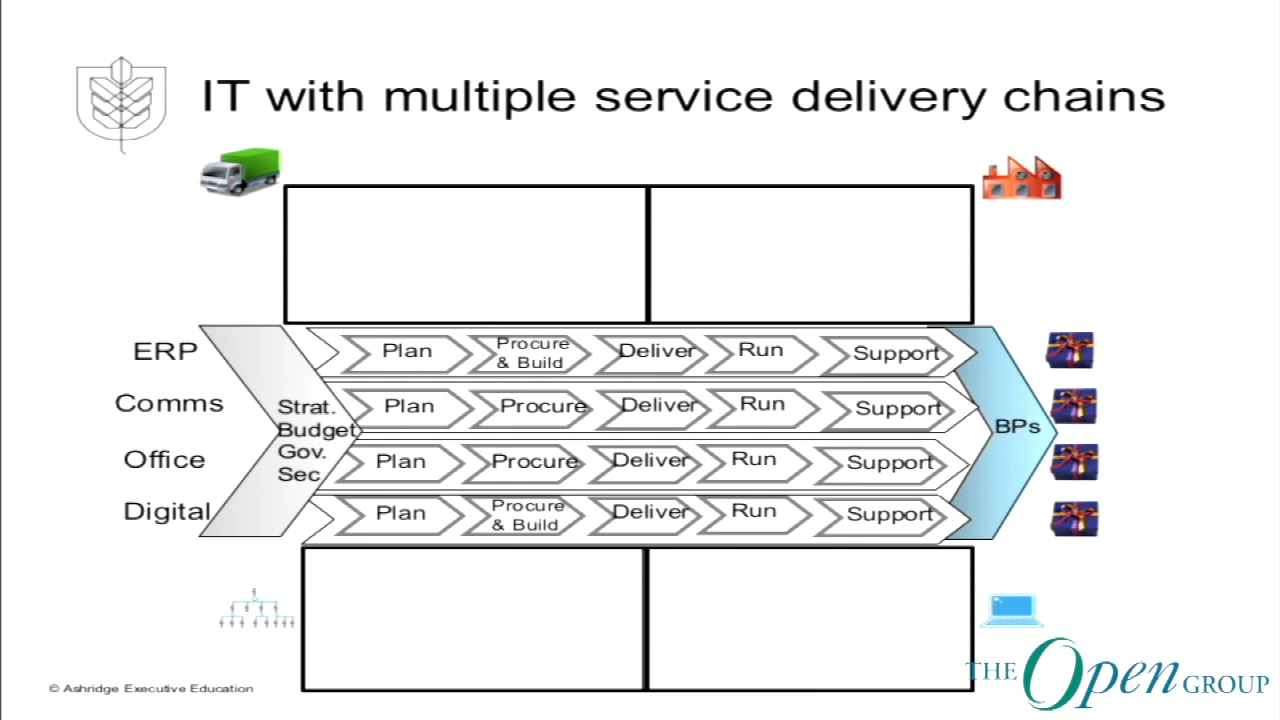 IT with multiple service delivery chains
ERP
Plan
Procure
& Build
Deliver
Run
Support
Comms
Plan
Procure
Deliver
Run
Support
Strat.
Budget
Gov.
Sec
BPs
Office
Plan
Procure
Deliver
Run
Support
Digital
Plan
Procure
& Build
Deliver
Run
Support
© Ashridge Executive Education
THE Open GROUP